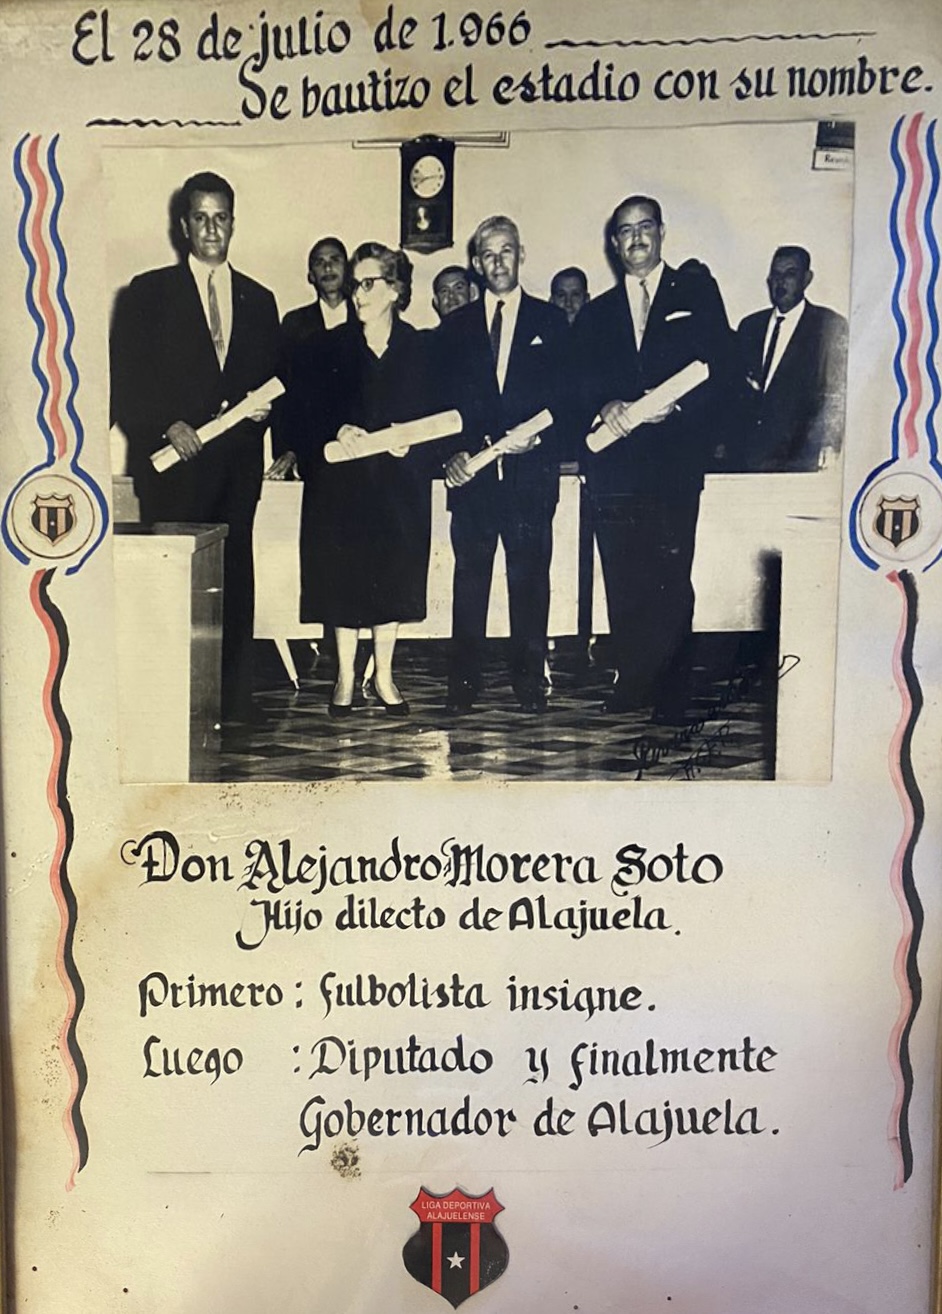 El 28 de julio de 1.966
Se bautizo el estadio con su nombre.
Don Alejandro Morera Soto
Hijo dilecto de Alajuela.
Primero : futbolista insigne.
Luego : Diputado y finalmente
Gobernador de Alajuela.
LIGA DEPORTIVA
ALAJUELENSE